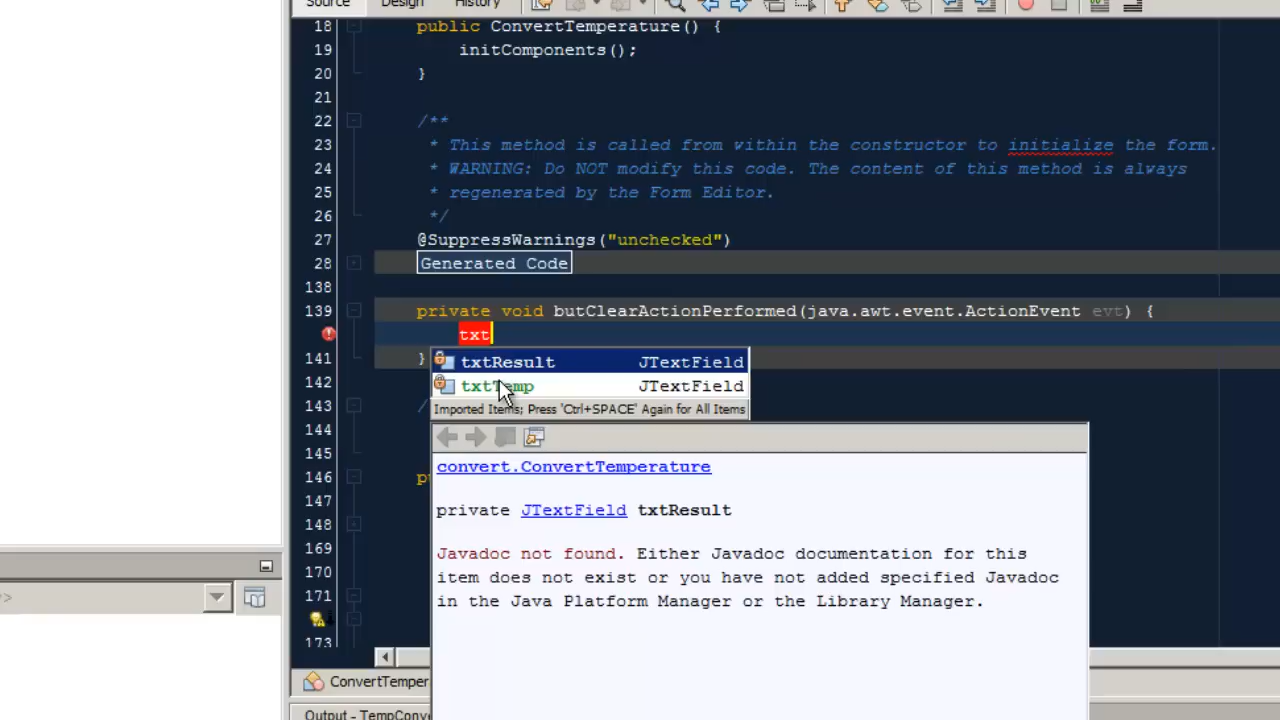 Source Design History
18 public ConvertTemperature() {
19 initComponents();
20 }
21
22 /**
23 * This method is called from within the constructor to initialize the form.
24 * WARNING: Do NOT modify this code. The content of this method is always
25 * regenerated by the Form Editor.
26 */
27 @SuppressWarnings("unchecked")
28 Generated Code
138
139 private void butClearActionPerformed(java.awt.event.ActionEvent evt) {
txt
141 }
txtResult JTextField
142
txtTemp JTextField
143 /
Imported Items; Press 'Ctrl+SPACE' Again for All Items
144
145
convert.ConvertTemperature
146 pu
147
private JTextField txtResult
148
169 Javadoc not found. Either Javadoc documentation for this
170 item does not exist or you have not added specified Javadoc
171 in the Java Platform Manager or the Library Manager.
173
ConvertTemper
Output - TempConv